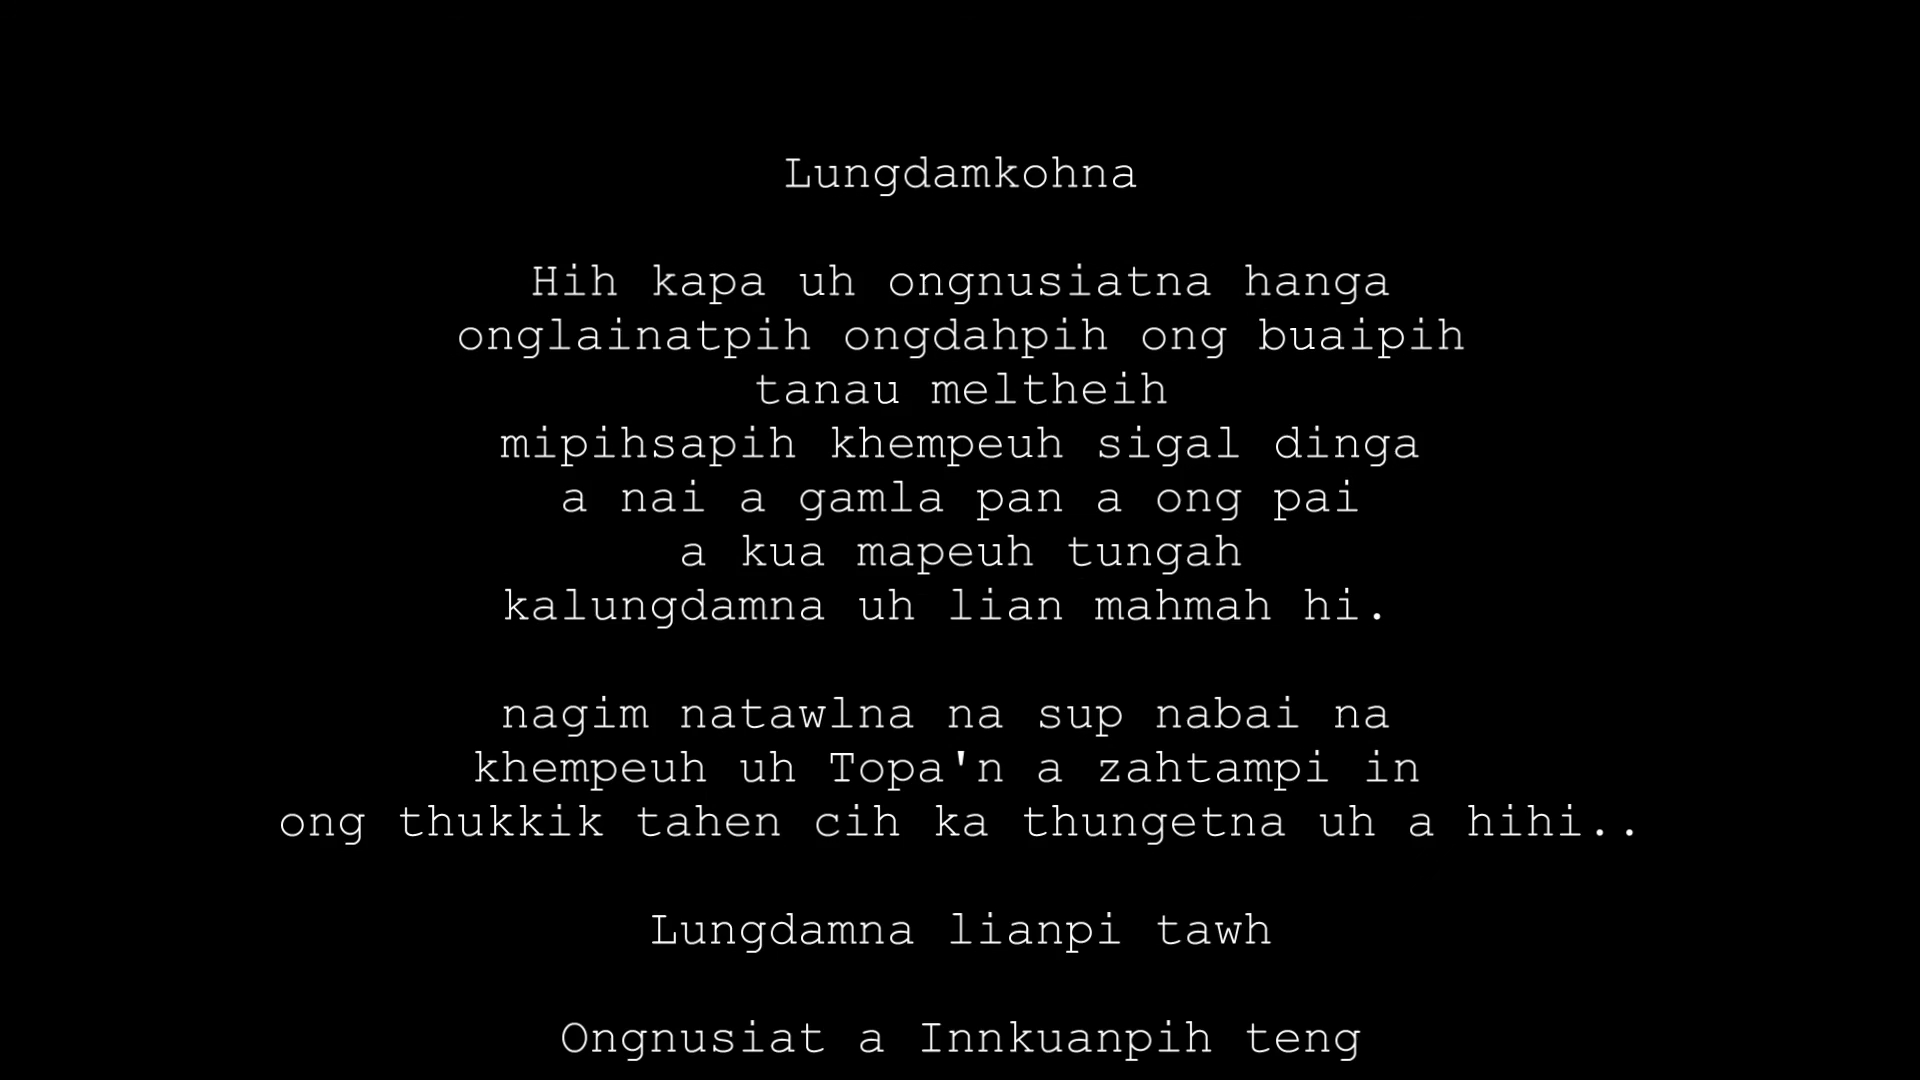 Lungdamkohna
Hih kapa uh ongnusiatna hanga
onglainatpih ongdahpih ong buaipih
tanau meltheih
mipihsapih khempeuh sigal dinga
a nai a gamla pan a ong pai
a kua mapeuh tungah
kalungdamna uh lian mahmah hi.
nagim natawlna na sup nabai na
khempeuh uh Topa'n a zahtampi in
ong thukkik tahen cih ka thungetna uh a hihi..
Lungdamna lianpi tawh
Ongnusiat a Innkuanpih teng